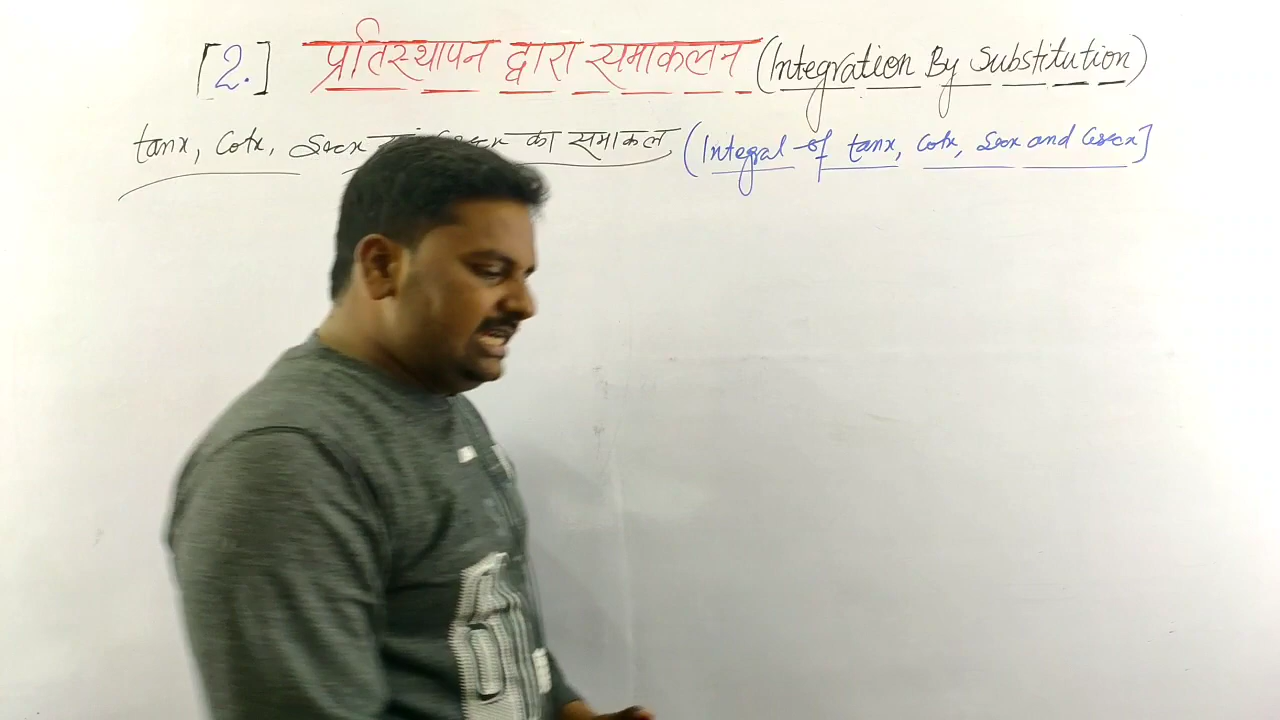 [2.] प्रतिस्थापन द्वारा समाकलन (Integration By Substitution)
tanx, Cotx, Secx का समाकल, (Integral of tanx, Cotx, Secx and Cosecx]